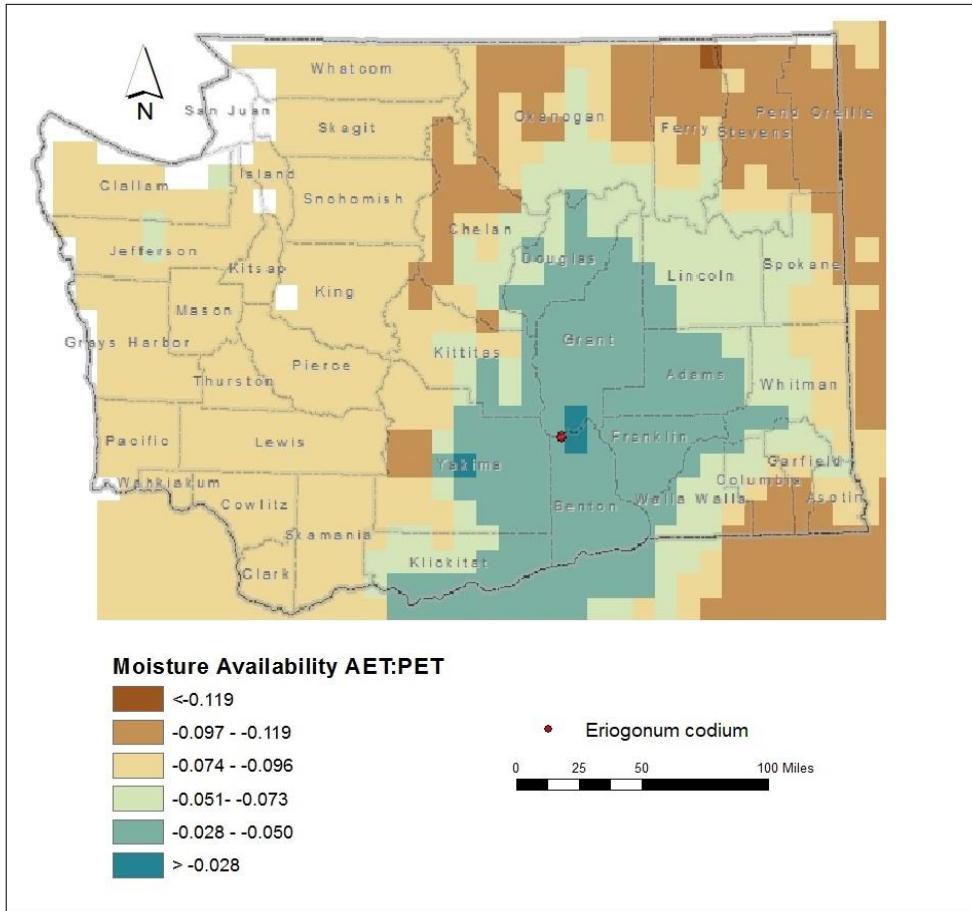 N
Whatcom
San Juan
Skagit
Okanogan
Ferry
Stevens
Pend Oreille
Island
Clallam
Snohomish
Chelan
Jefferson
Douglas
Kitsap
Lincoln
Spokane
King
Mason
Grays Harbor
Grant
Kittitas
Pierce
Adams
Thurston
Whitman
Pacific
Lewis
Franklin
Yakima
Garfield
Wahkiakum
Columbia
Walla Walla
Asotin
Cowlitz
Benton
Skamania
Klickitat
Clark
Moisture Availability AET:PET
<-0.119
-0.097 - -0.119
-0.074 - -0.096
-0.051- -0.073
-0.028 - -0.050
> -0.028
Eriogonum codium
0 25 50 100 Miles